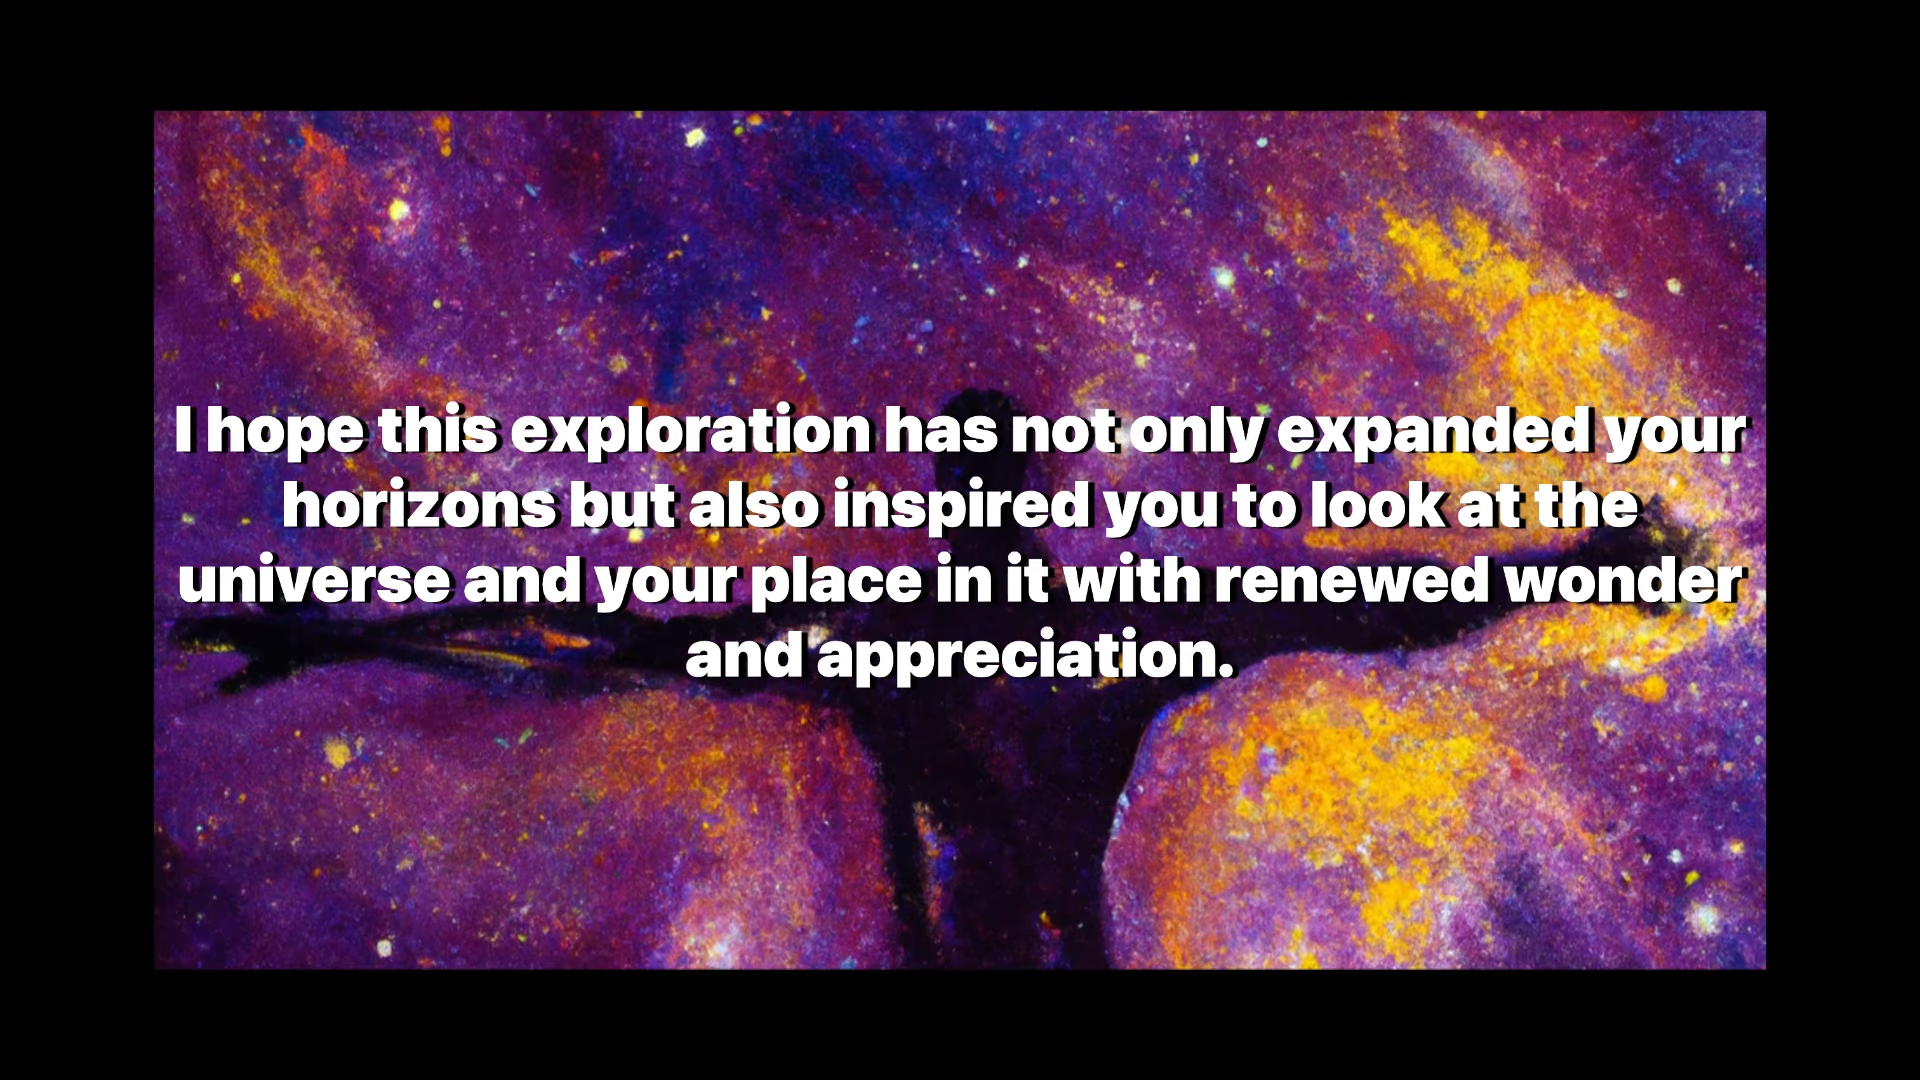 I hope this exploration has not only expanded your
horizons but also inspired you to look at the
universe and your place in it with renewed wonder
and appreciation.